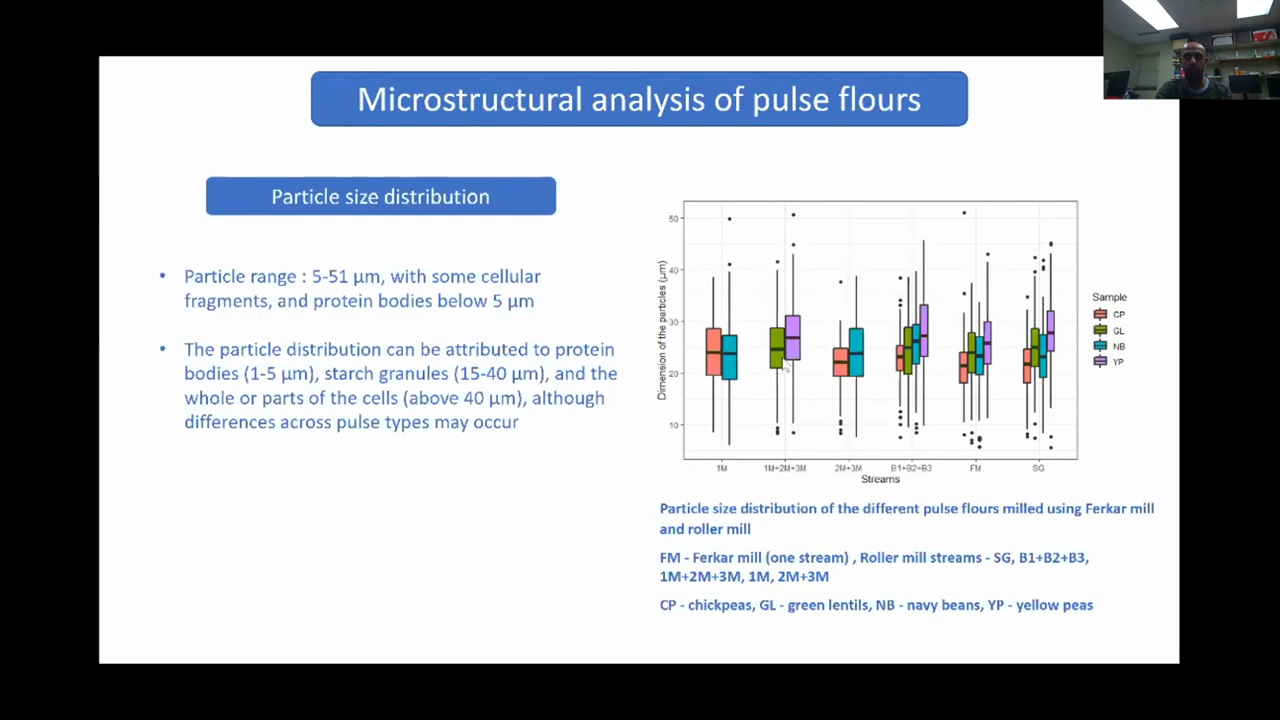 Microstructural analysis of pulse flours
Particle size distribution
• Particle range : 5-51 µm, with some cellular
fragments, and protein bodies below 5 µm
• The particle distribution can be attributed to protein
bodies (1-5 µm), starch granules (15-40 µm), and the
whole or parts of the cells (above 40 µm), although
differences across pulse types may occur
Dimension of the particles (µm)
50
40
30
20
10
1M 1M+2M+3M 2M+3M B1+B2+B3 FM SG
Streams
Sample
CP
GL
NB
YP
Particle size distribution of the different pulse flours milled using Ferkar mill
and roller mill
FM - Ferkar mill (one stream) , Roller mill streams - SG, B1+B2+B3,
1M+2M+3M, 1M, 2M+3M
CP - chickpeas, GL - green lentils, NB - navy beans, YP - yellow peas